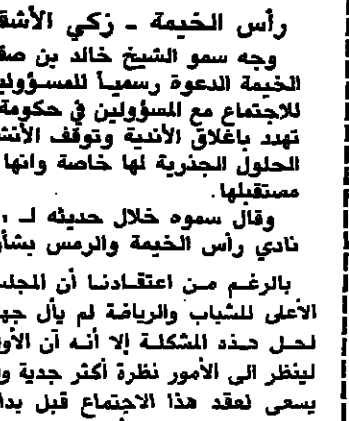 رأس الخيمة ـ زكي الأشق
وجه سمو الشيخ خالد بن صق
الخيمة الدعوة رسمياً للمسؤولي
للاجتماع مع المسؤولين في حكومة
تهدد باغلاق الأندية وتوقف الأنش
الحلول الجذرية لها خاصة وانها
مستقبلها.
وقال سموه خلال حديثه لـ
نادي رأس الخيمة والرمس بشأن
بالرغم من اعتقادنا أن المجلس
الأعلى للشباب والرياضة لم يأل جه
لحل هذه المشكلة إلا أنه آن الأو
لينظر الى الأمور نظرة أكثر جدية و
يسعى لعقد هذا الاجتماع قبل بدا